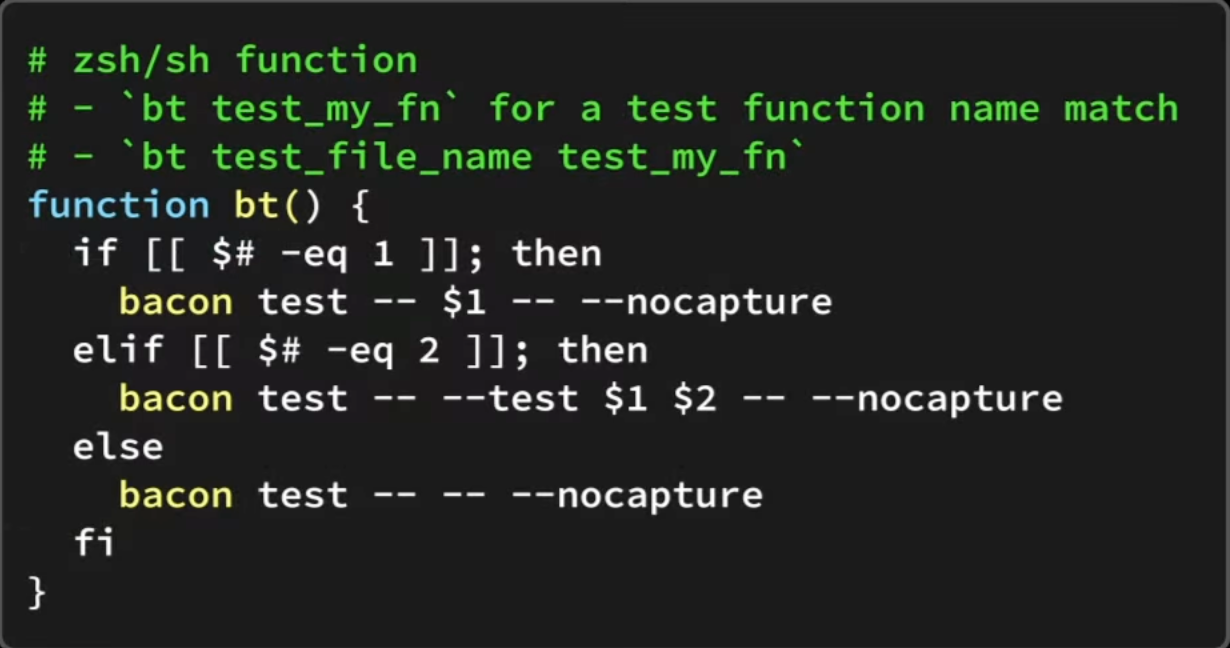 # zsh/sh function
# - `bt test_my_fn` for a test function name match
# - `bt test_file_name test_my_fn`
function bt() {
  if [[ $# -eq 1 ]]; then
    bacon test -- $1 -- --nocapture
  elif [[ $# -eq 2 ]]; then
    bacon test -- --test $1 $2 -- --nocapture
  else
    bacon test -- -- --nocapture
  fi
}